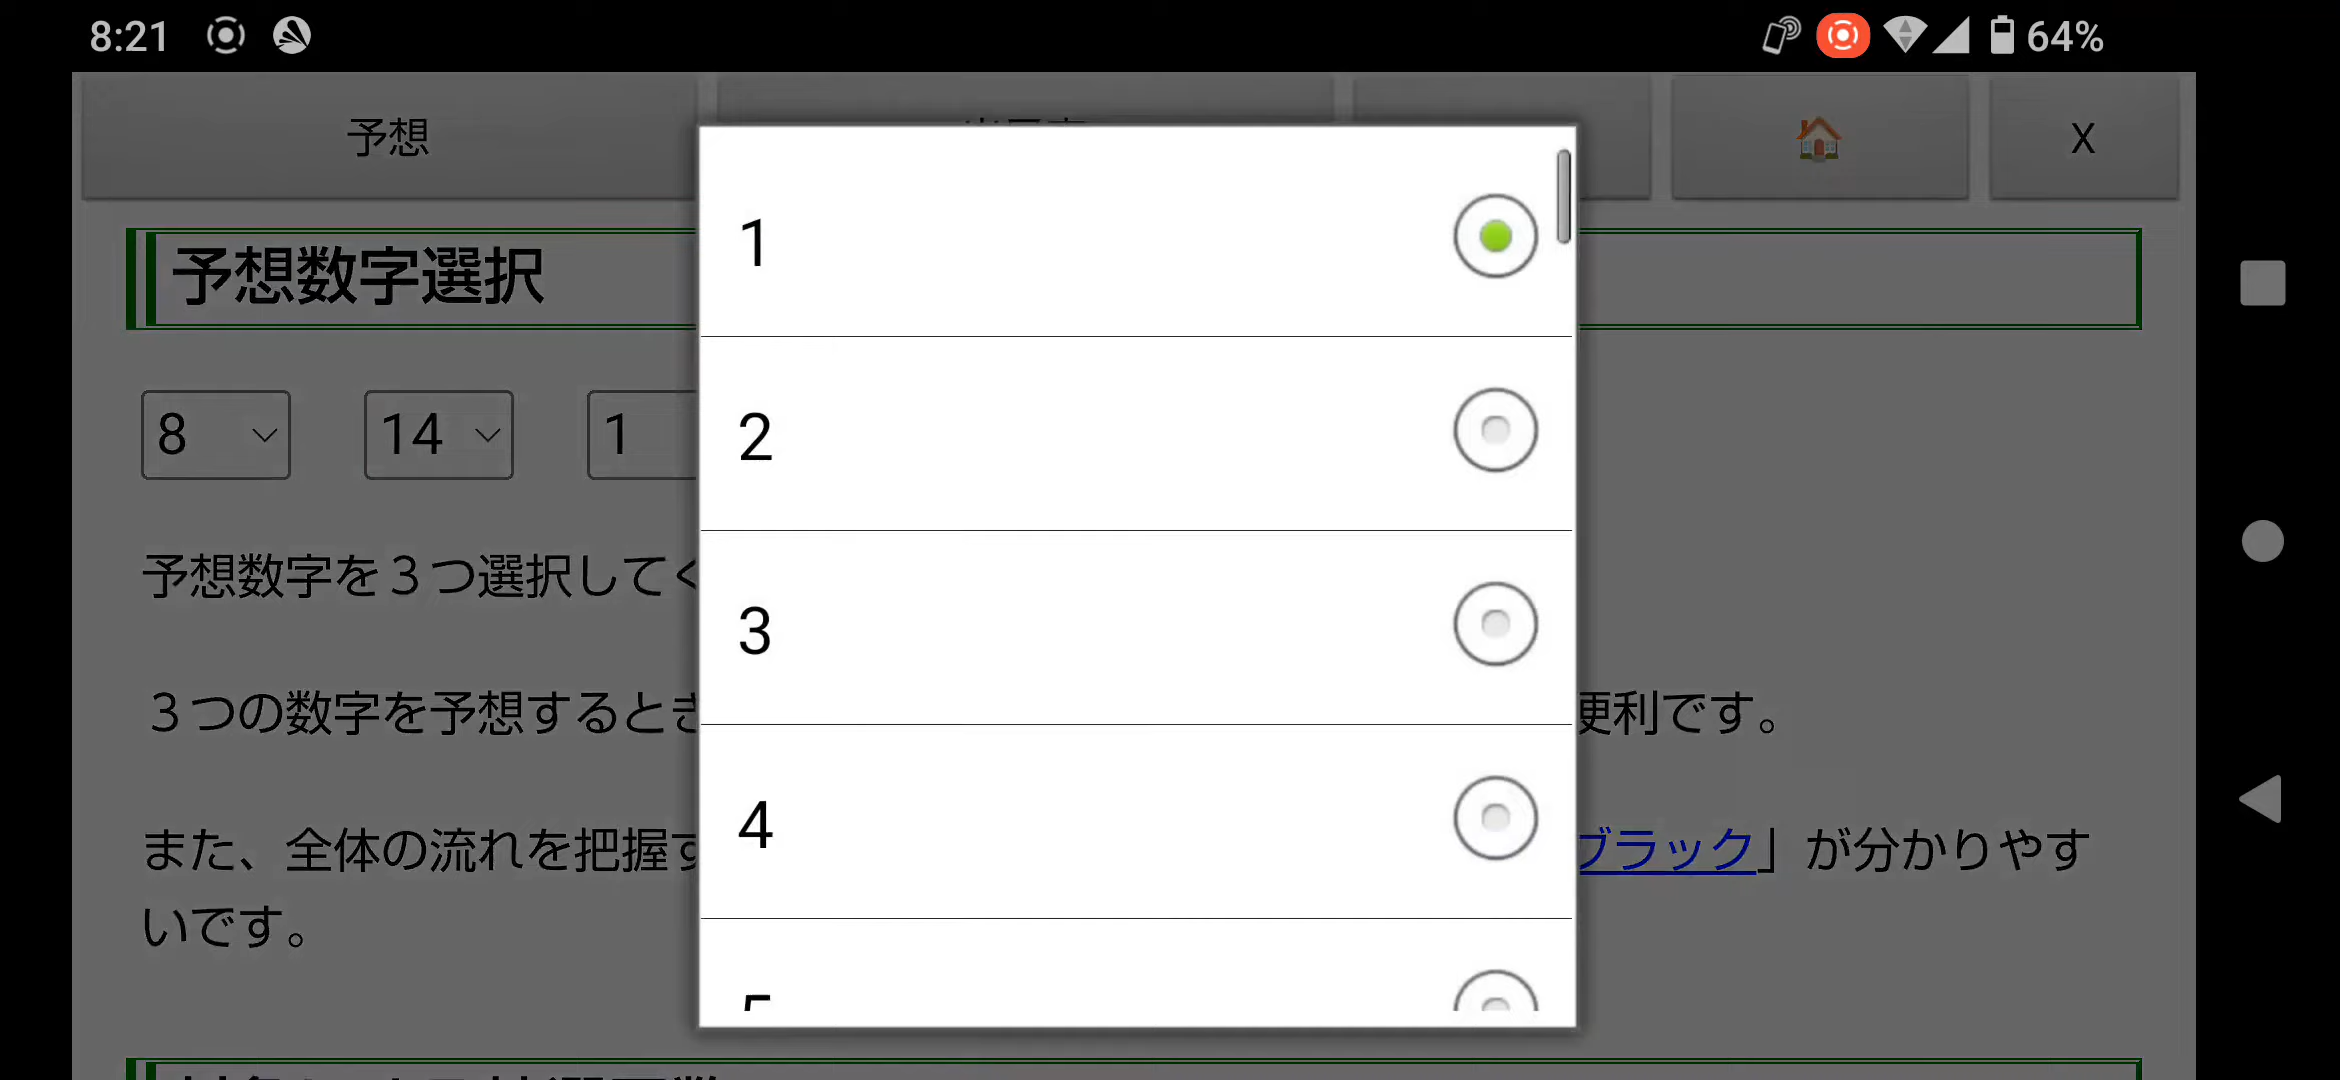 8:21
64%
予想
X
予想数字選択
8
14
1
予想数字を３つ選択して
３つの数字を予想すると
便利です。
また、全体の流れを把握
ブラック」が分かりやす
いです。
1
2
3
4
5